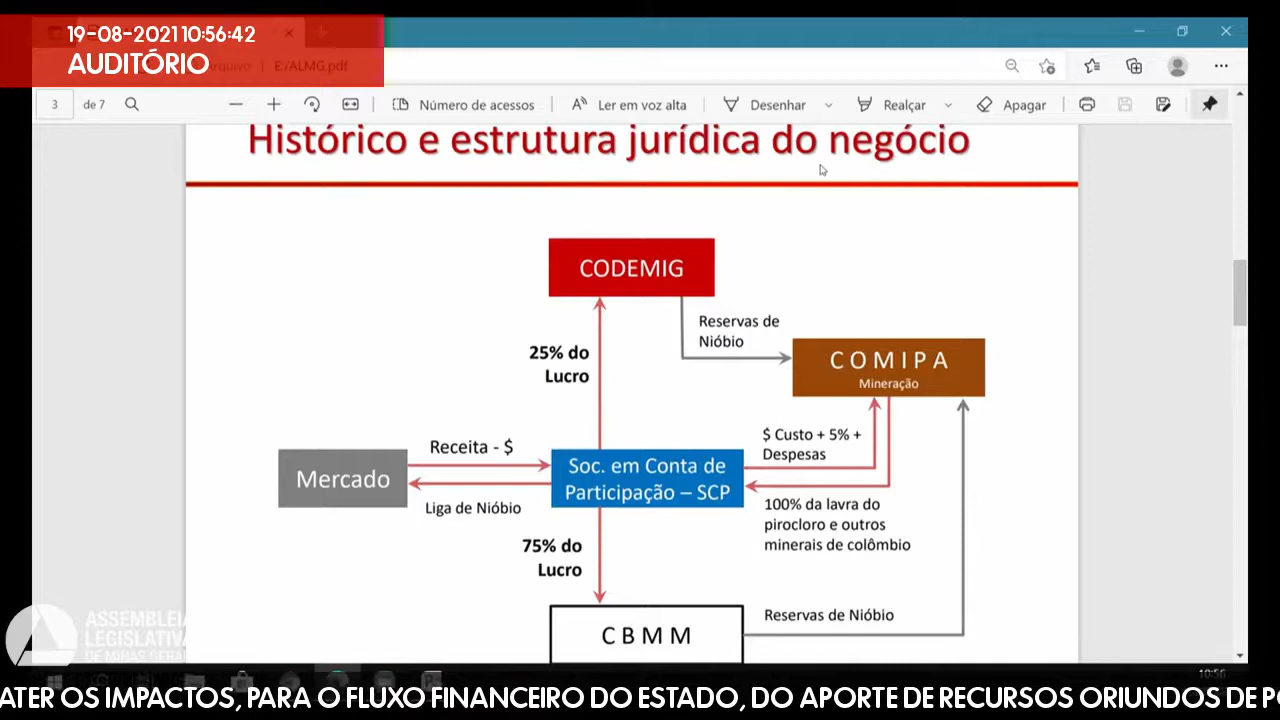 19-08-2021 10:56:42
AUDITÓRIO
Arquivo | E:/ALMG.pdf
3 de 7
Número de acessos
Ler em voz alta
Desenhar
Realçar
Apagar
Histórico e estrutura jurídica do negócio
CODEMIG
Reservas de
Nióbio
C O M I P A
Mineração
25% do
Lucro
$ Custo + 5% +
Despesas
Receita - $
Mercado
Soc. em Conta de
Participação – SCP
Liga de Nióbio
100% da lavra do
pirocloro e outros
minerais de colômbio
75% do
Lucro
C B M M
Reservas de Nióbio
ASSEMBLEIA
LEGISLATIVA
DE MINAS GERAIS
10:56
ATER OS IMPACTOS, PARA O FLUXO FINANCEIRO DO ESTADO, DO APORTE DE RECURSOS ORIUNDOS DE